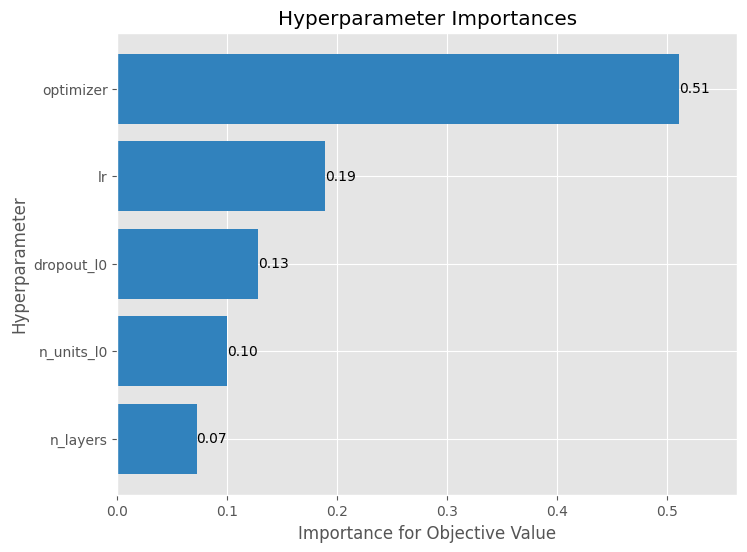 Hyperparameter Importances
Hyperparameter
optimizer 0.51
lr 0.19
dropout_l0 0.13
n_units_l0 0.10
n_layers 0.07
0.0 0.1 0.2 0.3 0.4 0.5
Importance for Objective Value